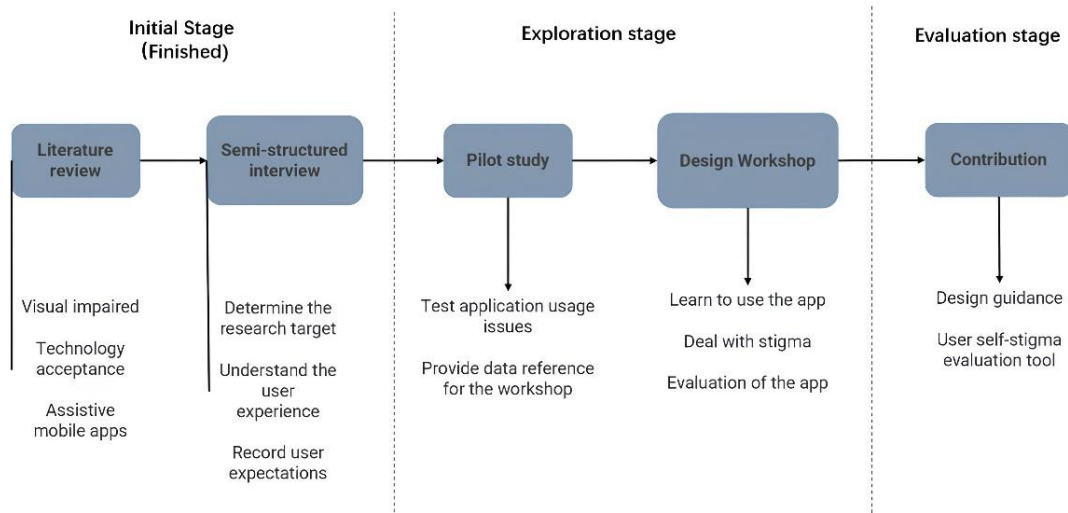 Initial Stage
(Finished)
Exploration stage
Evaluation stage
Literature
review
Semi-structured
interview
Pilot study
Design Workshop
Contribution
Visual impaired
Technology
acceptance
Assistive
mobile apps
Determine the
research target
Understand the
user
experience
Record user
expectations
Test application usage
issues
Provide data reference
for the workshop
Learn to use the app
Deal with stigma
Evaluation of the app
Design guidance
User self-stigma
evaluation tool